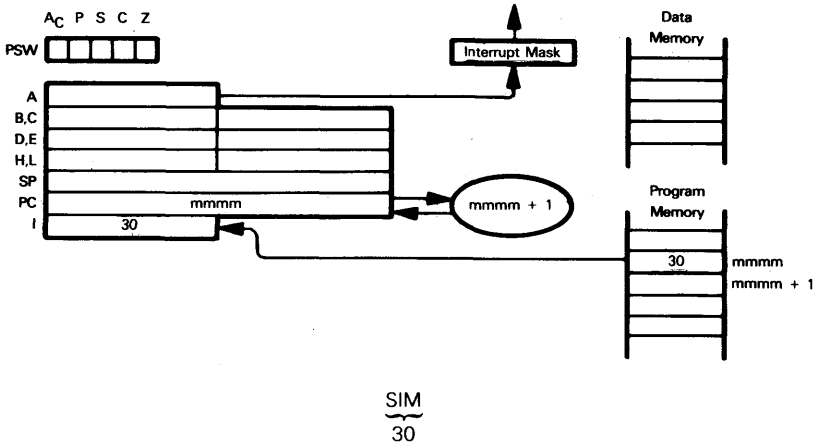 A_C P S C Z
PSW
A
B,C
D,E
H,L
SP
PC mmmm
I 30
Interrupt Mask
mmmm + 1
Data
Memory
Program
Memory
30 mmmm
mmmm + 1
SIM
30